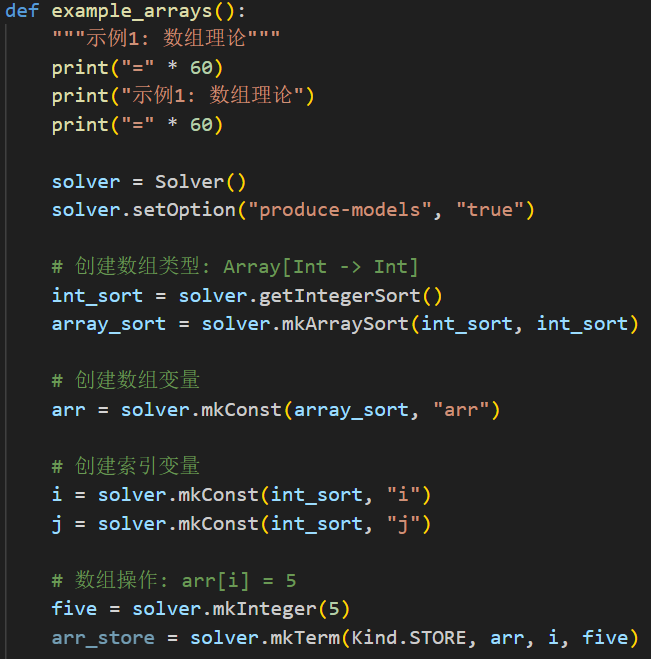 def example_arrays():
    """示例1: 数组理论"""
    print("=" * 60)
    print("示例1: 数组理论")
    print("=" * 60)

    solver = Solver()
    solver.setOption("produce-models", "true")

    # 创建数组类型: Array[Int -> Int]
    int_sort = solver.getIntegerSort()
    array_sort = solver.mkArraySort(int_sort, int_sort)

    # 创建数组变量
    arr = solver.mkConst(array_sort, "arr")

    # 创建索引变量
    i = solver.mkConst(int_sort, "i")
    j = solver.mkConst(int_sort, "j")

    # 数组操作: arr[i] = 5
    five = solver.mkInteger(5)
    arr_store = solver.mkTerm(Kind.STORE, arr, i, five)